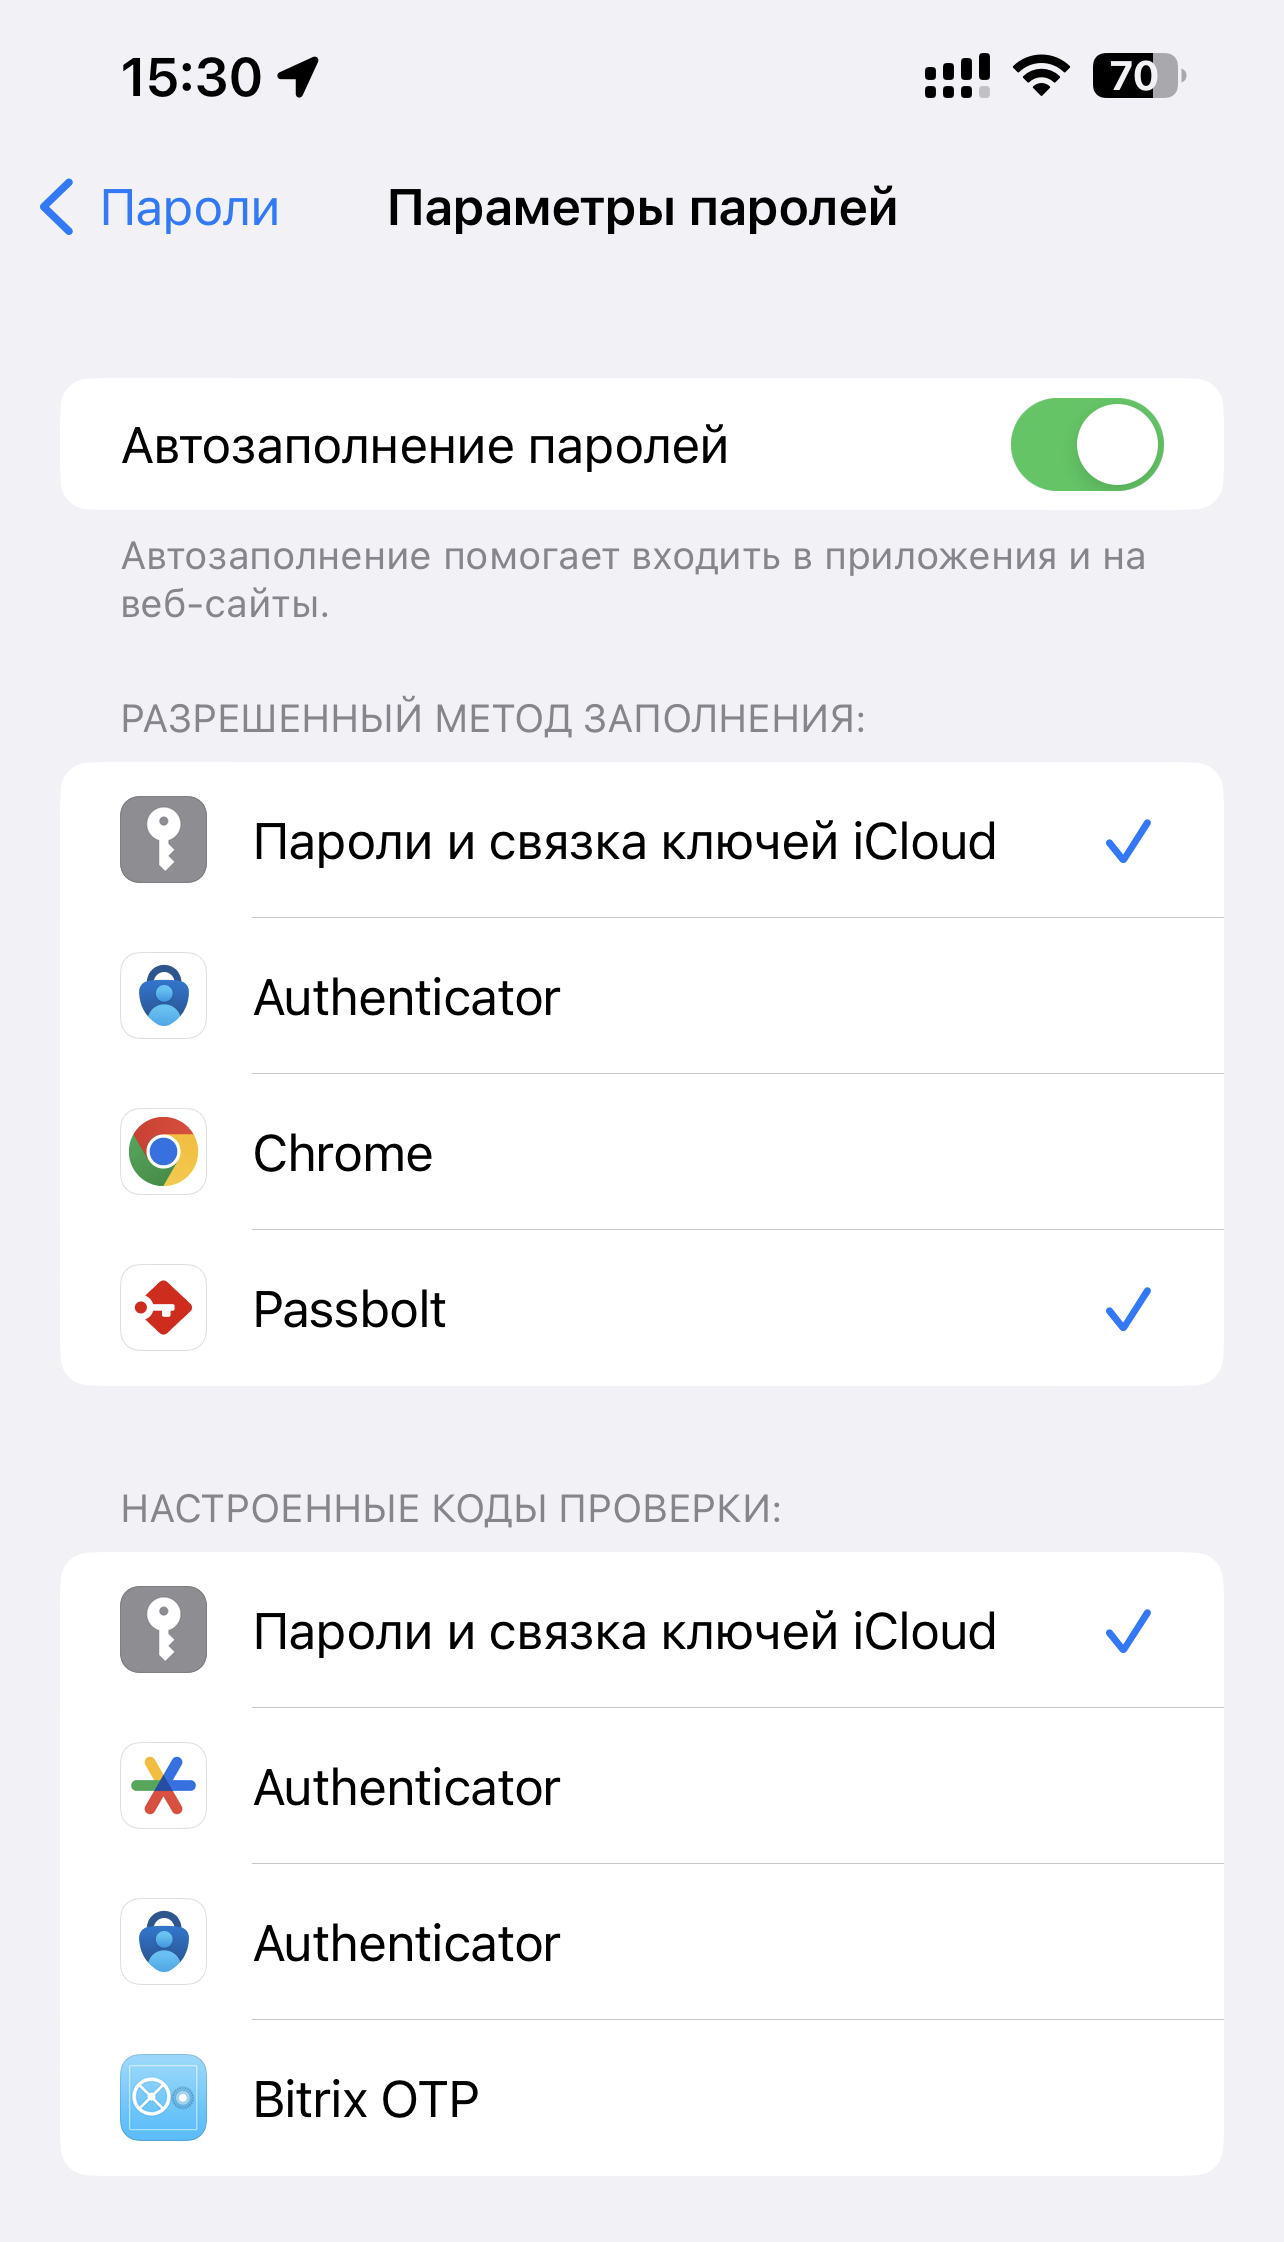 15:30
70
Пароли
Параметры паролей
Автозаполнение паролей
Автозаполнение помогает входить в приложения и на
веб-сайты.
РАЗРЕШЕННЫЙ МЕТОД ЗАПОЛНЕНИЯ:
Пароли и связка ключей iCloud
Authenticator
Chrome
Passbolt
НАСТРОЕННЫЕ КОДЫ ПРОВЕРКИ:
Пароли и связка ключей iCloud
Authenticator
Authenticator
Bitrix OTP